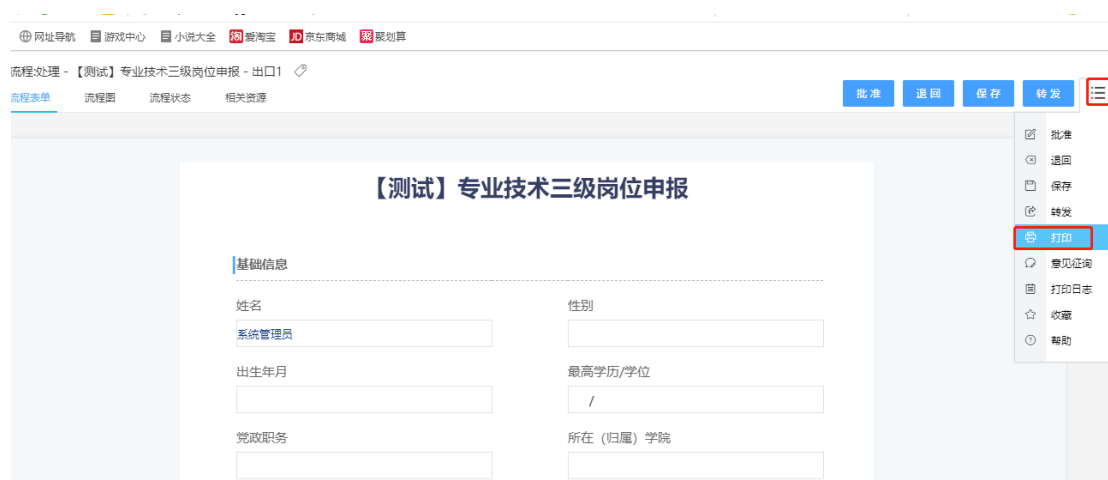 网址导航 游戏中心 小说大全 淘 爱淘宝 JD 京东商城 聚 聚划算
流程:处理 - 【测试】专业技术三级岗位申报 - 出口1
流程表单 流程图 流程状态 相关资源
批准 退回 保存 转发
批准
退回
保存
转发
打印
意见征询
打印日志
收藏
帮助
【测试】专业技术三级岗位申报
基础信息
姓名 性别
系统管理员
出生年月 最高学历/学位
/
党政职务 所在（归属）学院